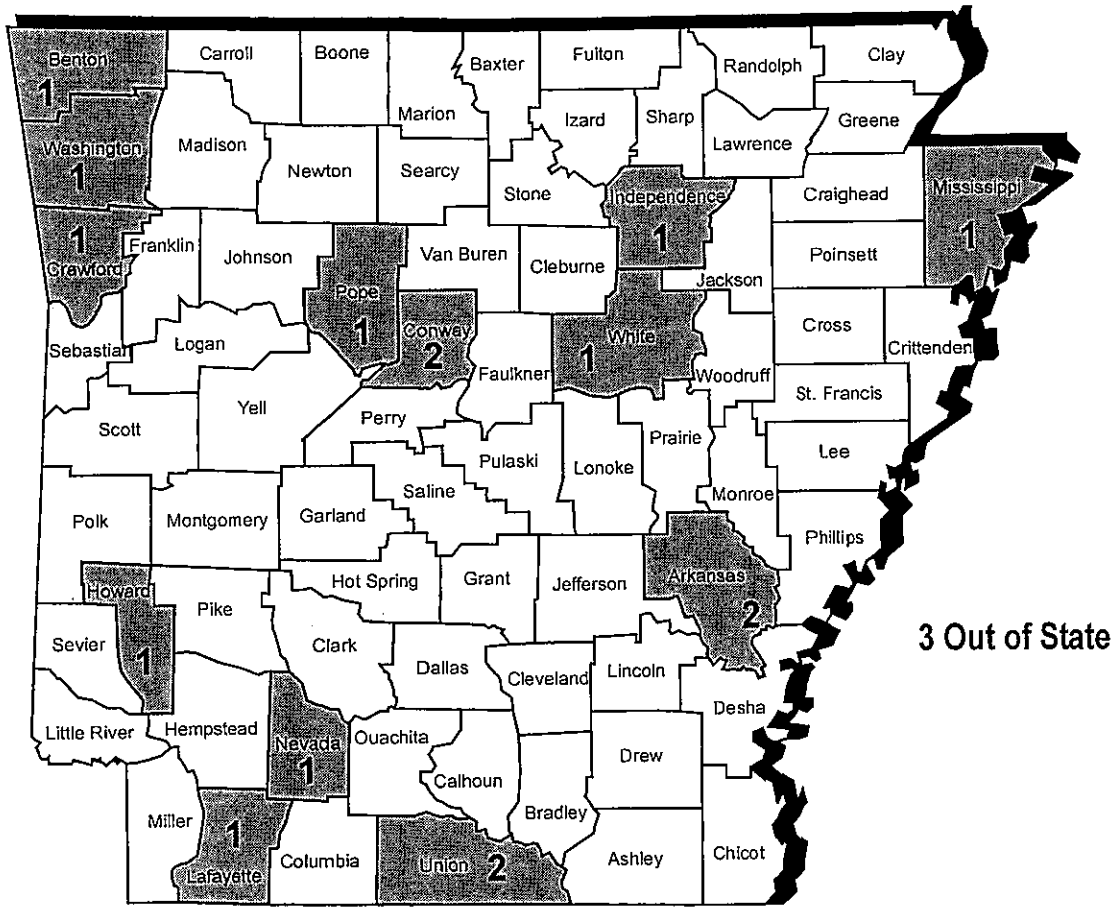 Benton
1
Carroll
Boone
Marion
Baxter
Fulton
Randolph
Clay
Washington
1
Madison
Newton
Searcy
Stone
Izard
Sharp
Lawrence
Greene
Independence
1
Craighead
Mississippi
1
1
Crawford
Franklin
Johnson
Pope
1
Van Buren
Cleburne
Jackson
Poinsett
Sebastian
Logan
Conway
2
Faulkner
White
1
Woodruff
Cross
Crittenden
Scott
Yell
Perry
Pulaski
Lonoke
Prairie
St. Francis
Lee
Polk
Montgomery
Garland
Saline
Monroe
Phillips
Howard
1
Pike
Hot Spring
Grant
Jefferson
Arkansas
2
3 Out of State
Sevier
Clark
Dallas
Cleveland
Lincoln
Desha
Little River
Hempstead
Nevada
1
Ouachita
Calhoun
Bradley
Drew
Miller
1
Lafayette
Columbia
Union 2
Ashley
Chicot